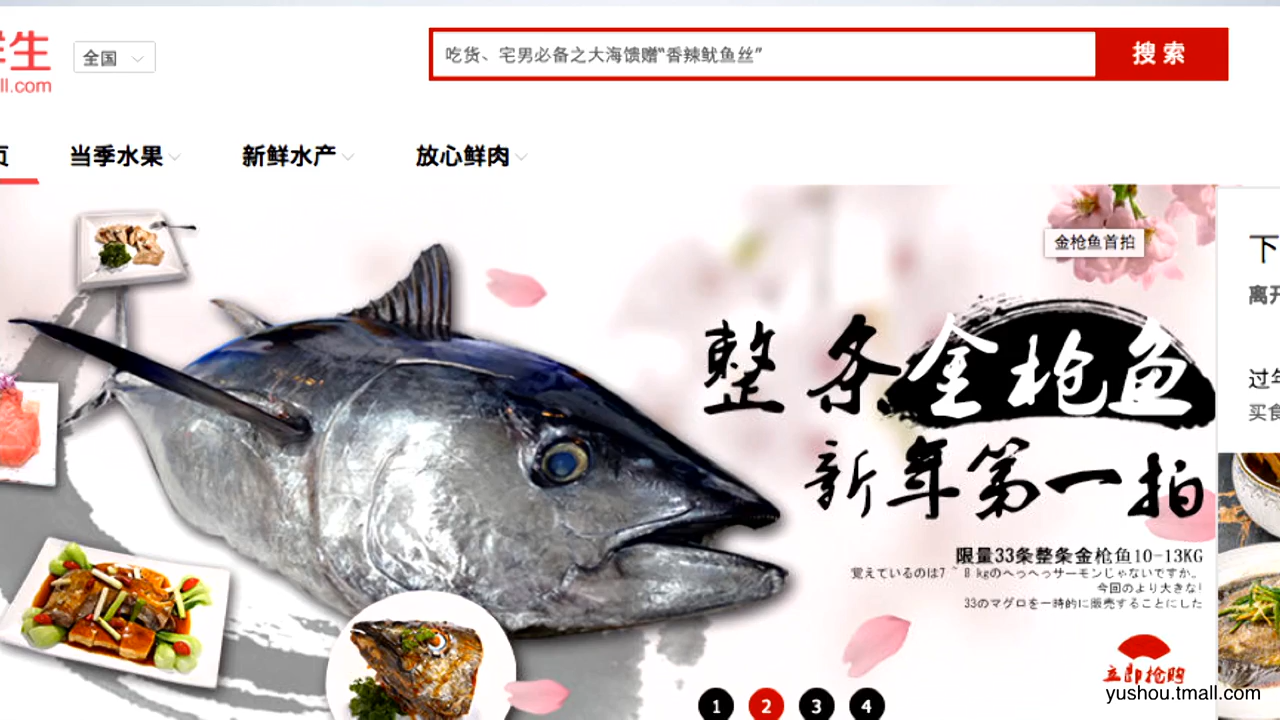 鲜生
全国
ll.com
吃货、宅男必备之大海馈赠“香辣鱿鱼丝”
搜索
页
当季水果
新鲜水产
放心鲜肉
金枪鱼首拍
下
离开
整条金枪鱼
过年
新年第一拍
买食
限量33条整条金枪鱼10-13KG
覚えているのは7~8kgのへっへっサーモンじゃないですか。
今回のより大きな!
33のマグロを一時的に販売することにした
立即抢购
yushou.tmall.com
1 2 3 4